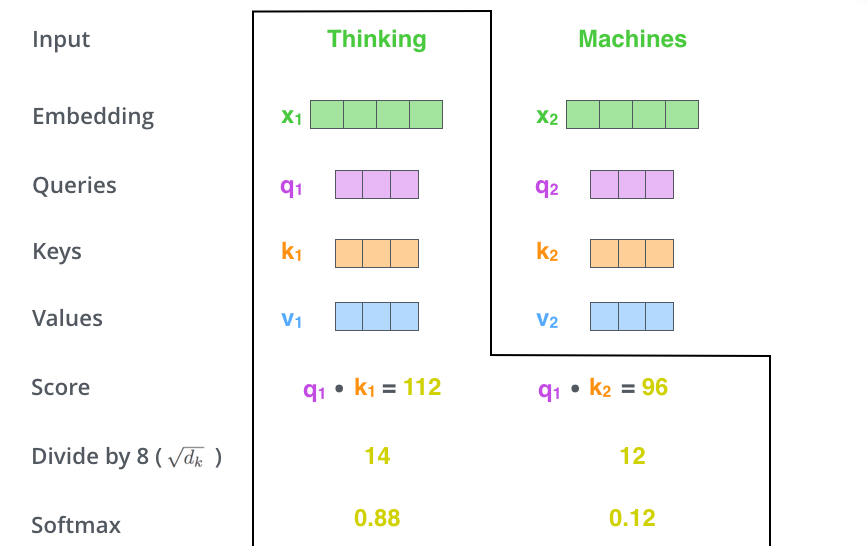 Input Thinking Machines
Embedding x₁ x₂
Queries q₁ q₂
Keys k₁ k₂
Values v₁ v₂
Score q₁ • k₁ = 112 q₁ • k₂ = 96
Divide by 8 ( √dₖ ) 14 12
Softmax 0.88 0.12